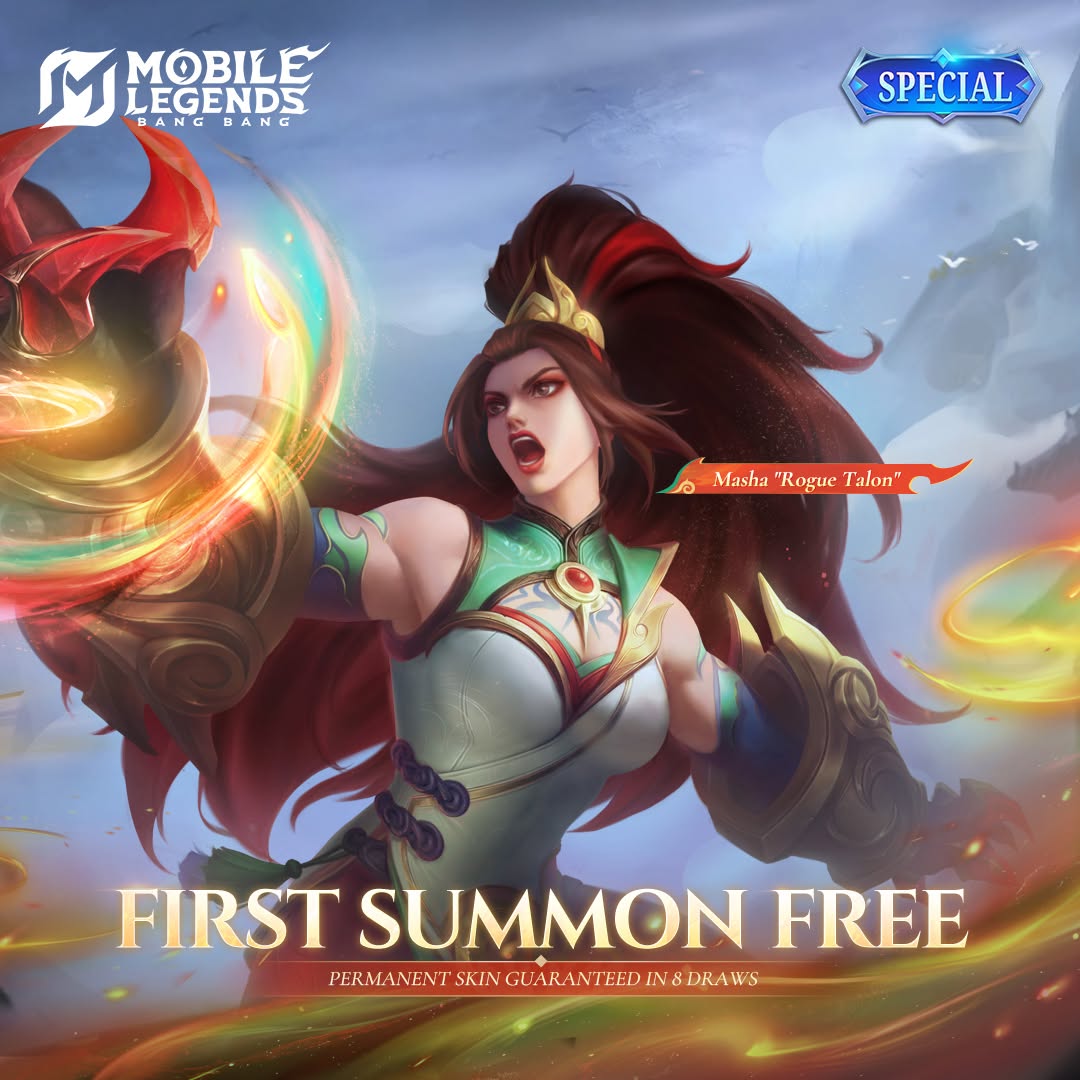 MOBILE
LEGENDS
BANG BANG
SPECIAL
Masha "Rogue Talon"
FIRST SUMMON FREE
PERMANENT SKIN GUARANTEED IN 8 DRAWS